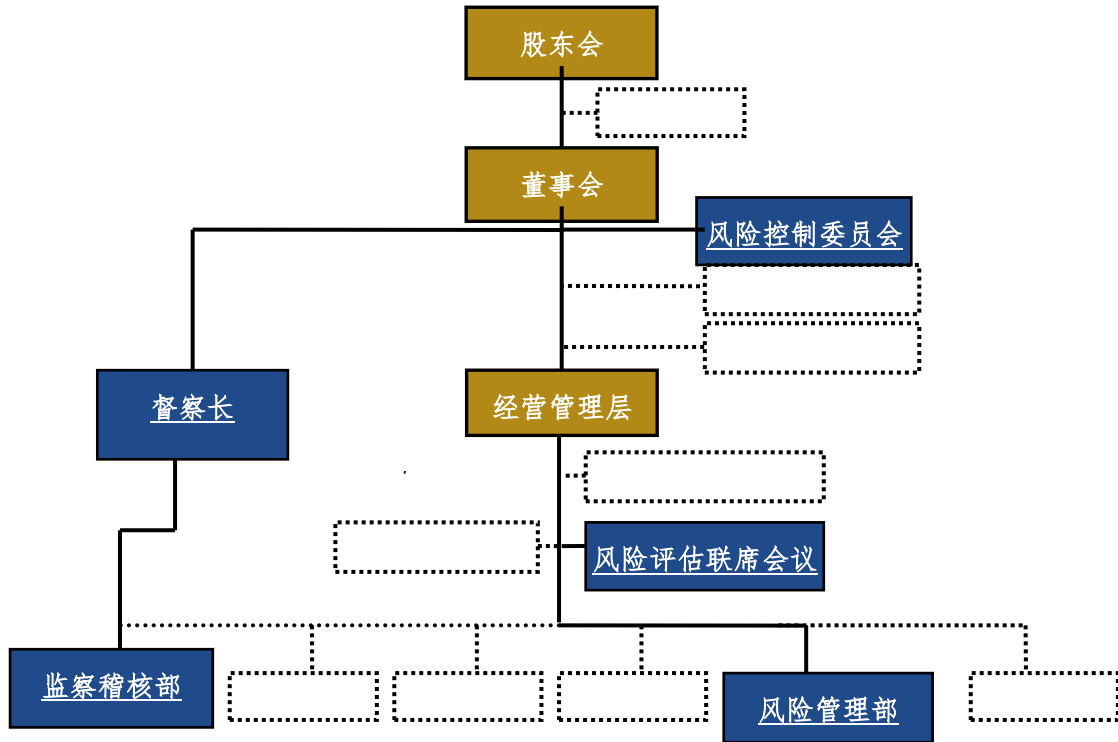 股东会
董事会
风险控制委员会
督察长
经营管理层
风险评估联席会议
监察稽核部
风险管理部